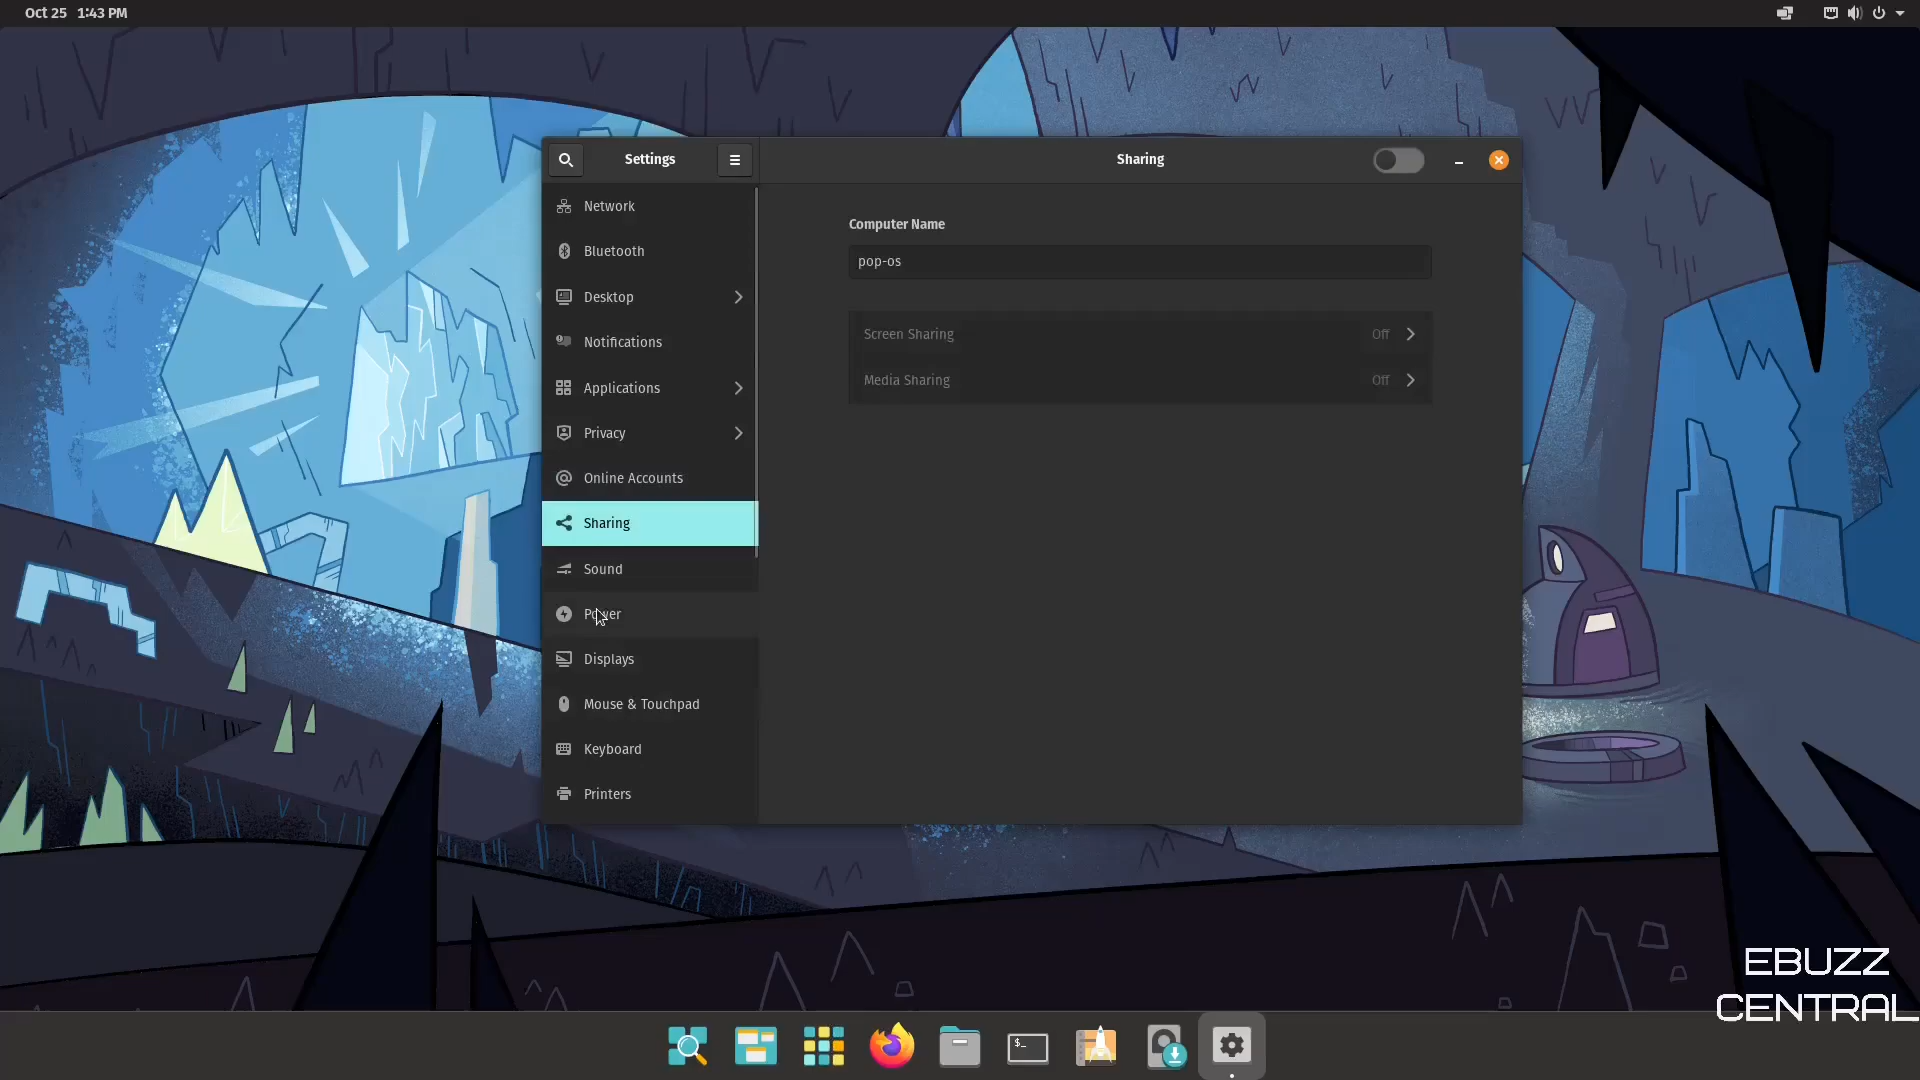 Oct 25 1:43 PM
Settings
Sharing
Network
Bluetooth
Desktop
Notifications
Applications
Privacy
Online Accounts
Sharing
Sound
Power
Displays
Mouse & Touchpad
Keyboard
Printers
Computer Name
pop-os
Screen Sharing Off
Media Sharing Off
$_
EBUZZ
CENTRAL